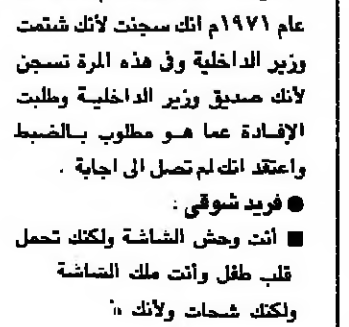 عام ١٩٧١م انك سجنت لأنك شتمت
وزير الداخلية وفى هذه المرة تسجن
لأنك صديق وزير الداخلية وطلبت
الإفادة عما هو مطلوب بالضبط
واعتقد انك لم تصل الى اجابة .
● فريد شوقى :
■ أنت وحش الشاشة ولكنك تحمل
قلب طفل وأنت ملك الشاشة
ولكنك شحات ولأنك